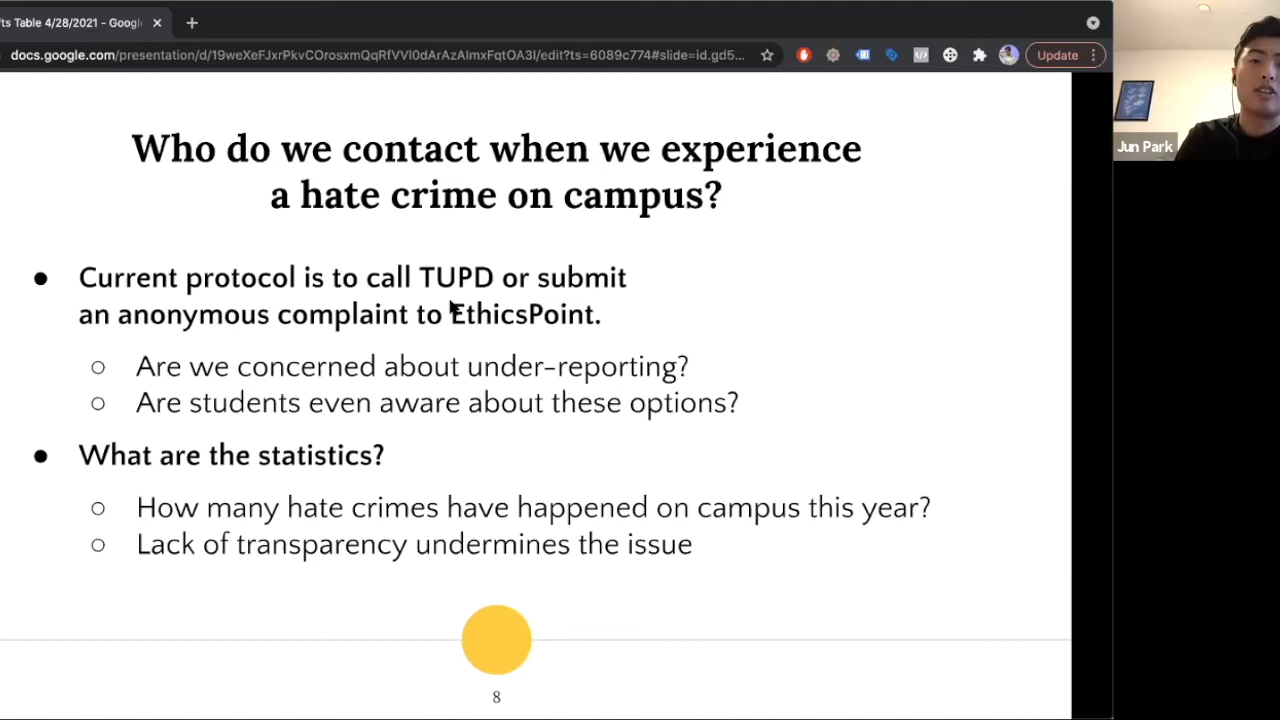 fts Table 4/28/2021 - Googl
docs.google.com/presentation/d/19weXeFJxrPkvCOrosxmQqRfVVl0dArAzAlmxFqtOA3I/edit?ts=6089c774#slide=id.gd5...
Update
Jun Park
Who do we contact when we experience
a hate crime on campus?
● Current protocol is to call TUPD or submit
an anonymous complaint to EthicsPoint.
○ Are we concerned about under-reporting?
○ Are students even aware about these options?
● What are the statistics?
○ How many hate crimes have happened on campus this year?
○ Lack of transparency undermines the issue
8